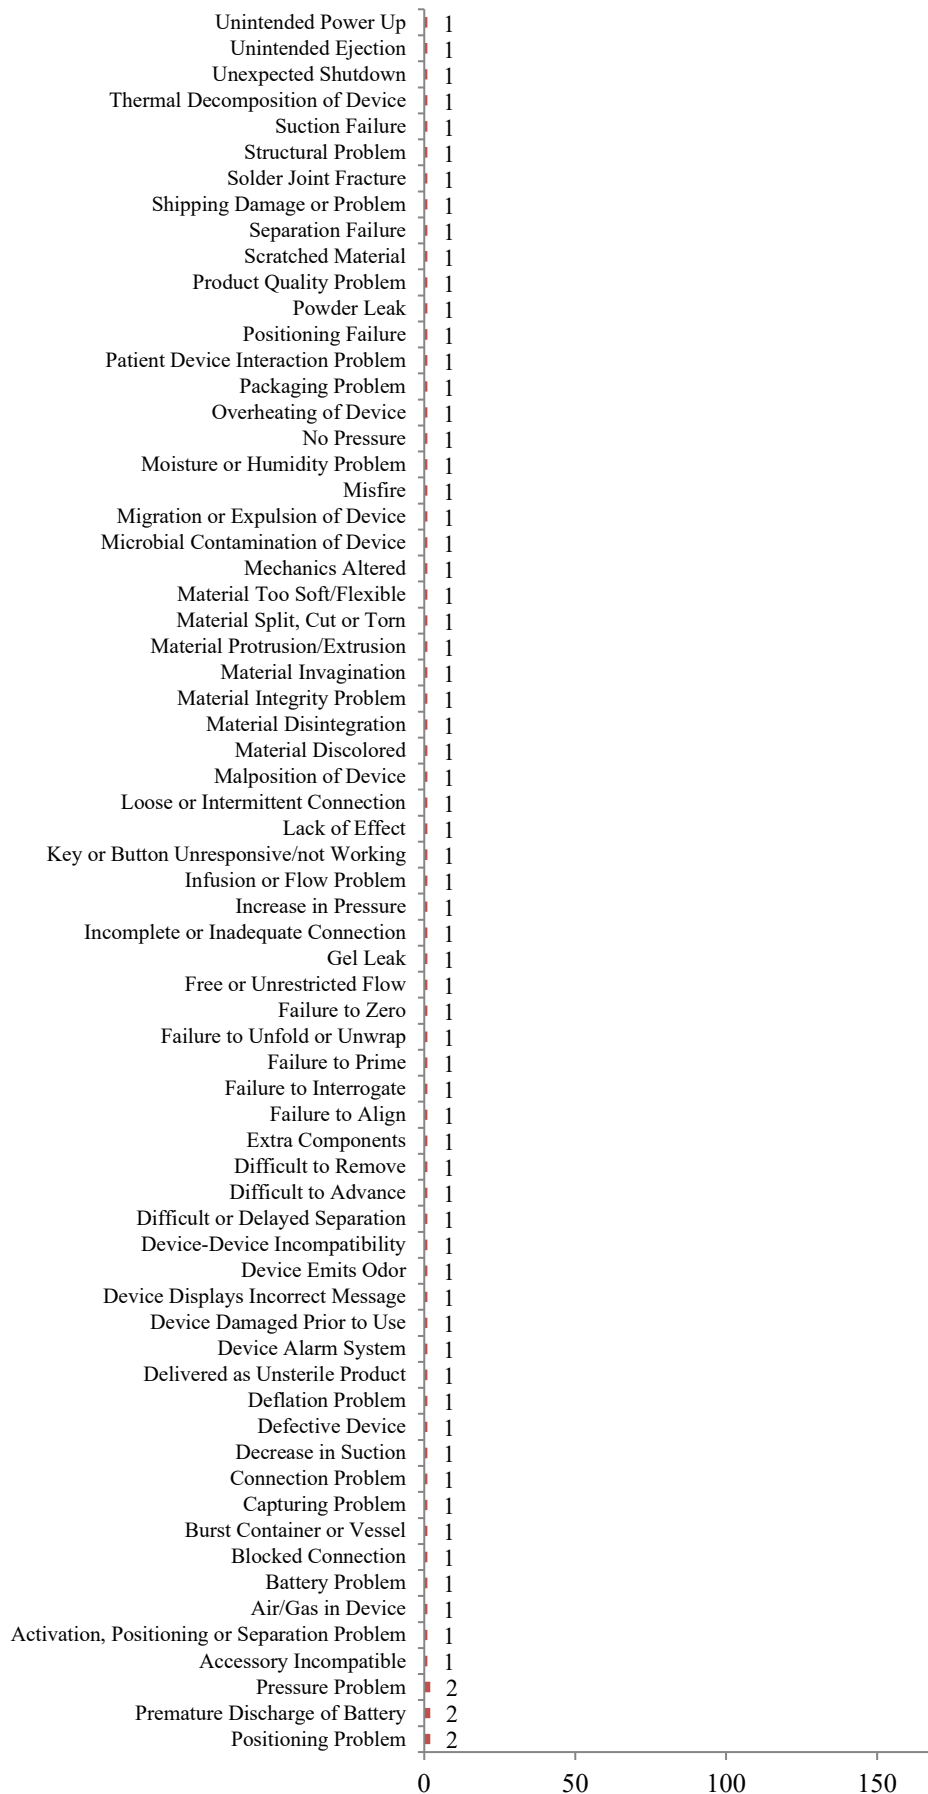 Unintended Power Up 1
Unintended Ejection 1
Unexpected Shutdown 1
Thermal Decomposition of Device 1
Suction Failure 1
Structural Problem 1
Solder Joint Fracture 1
Shipping Damage or Problem 1
Separation Failure 1
Scratched Material 1
Product Quality Problem 1
Powder Leak 1
Positioning Failure 1
Patient Device Interaction Problem 1
Packaging Problem 1
Overheating of Device 1
No Pressure 1
Moisture or Humidity Problem 1
Misfire 1
Migration or Expulsion of Device 1
Microbial Contamination of Device 1
Mechanics Altered 1
Material Too Soft/Flexible 1
Material Split, Cut or Torn 1
Material Protrusion/Extrusion 1
Material Invagination 1
Material Integrity Problem 1
Material Disintegration 1
Material Discolored 1
Malposition of Device 1
Loose or Intermittent Connection 1
Lack of Effect 1
Key or Button Unresponsive/not Working 1
Infusion or Flow Problem 1
Increase in Pressure 1
Incomplete or Inadequate Connection 1
Gel Leak 1
Free or Unrestricted Flow 1
Failure to Zero 1
Failure to Unfold or Unwrap 1
Failure to Prime 1
Failure to Interrogate 1
Failure to Align 1
Extra Components 1
Difficult to Remove 1
Difficult to Advance 1
Difficult or Delayed Separation 1
Device-Device Incompatibility 1
Device Emits Odor 1
Device Displays Incorrect Message 1
Device Damaged Prior to Use 1
Device Alarm System 1
Delivered as Unsterile Product 1
Deflation Problem 1
Defective Device 1
Decrease in Suction 1
Connection Problem 1
Capturing Problem 1
Burst Container or Vessel 1
Blocked Connection 1
Battery Problem 1
Air/Gas in Device 1
Activation, Positioning or Separation Problem 1
Accessory Incompatible 1
Pressure Problem 2
Premature Discharge of Battery 2
Positioning Problem 2
0 50 100 150